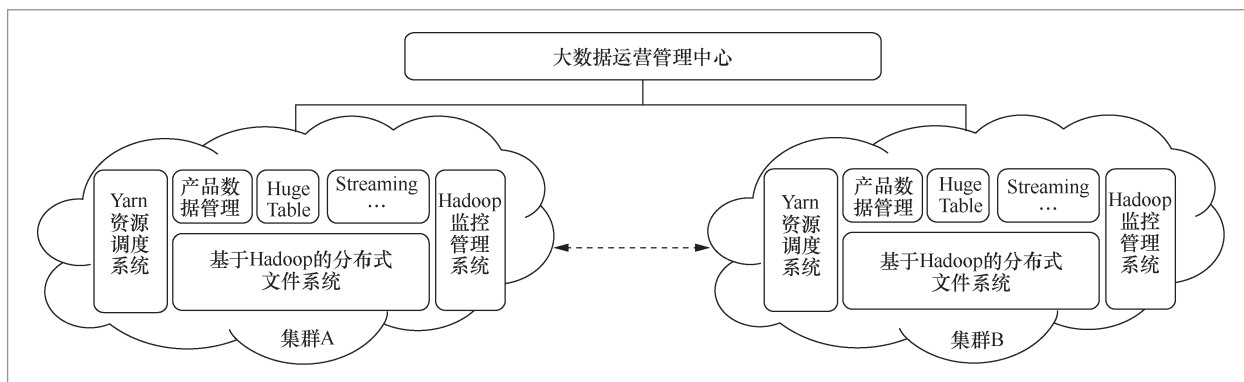 大数据运营管理中心
Yarn
资源
调度
系统
产品数
据管理
Huge
Table
Streaming
…
Hadoop
监控
管理
系统
基于Hadoop的分布式
文件系统
集群A
Yarn
资源
调度
系统
产品数
据管理
Huge
Table
Streaming
…
Hadoop
监控
管理
系统
基于Hadoop的分布式
文件系统
集群B